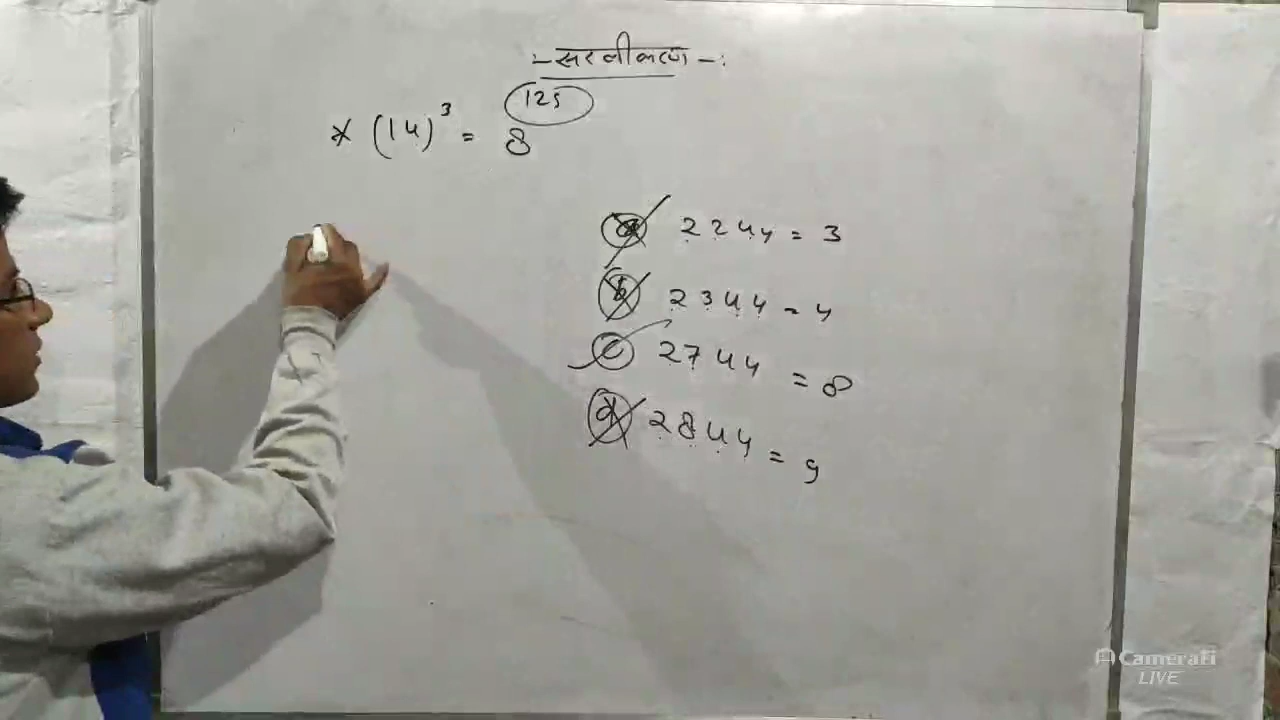 :- सरलीकरण -:
* (14)³ = 8
125
a 2244 = 3
b 2344 = 4
c 2744 = 8
d 2844 = 9
CameraFi
LIVE